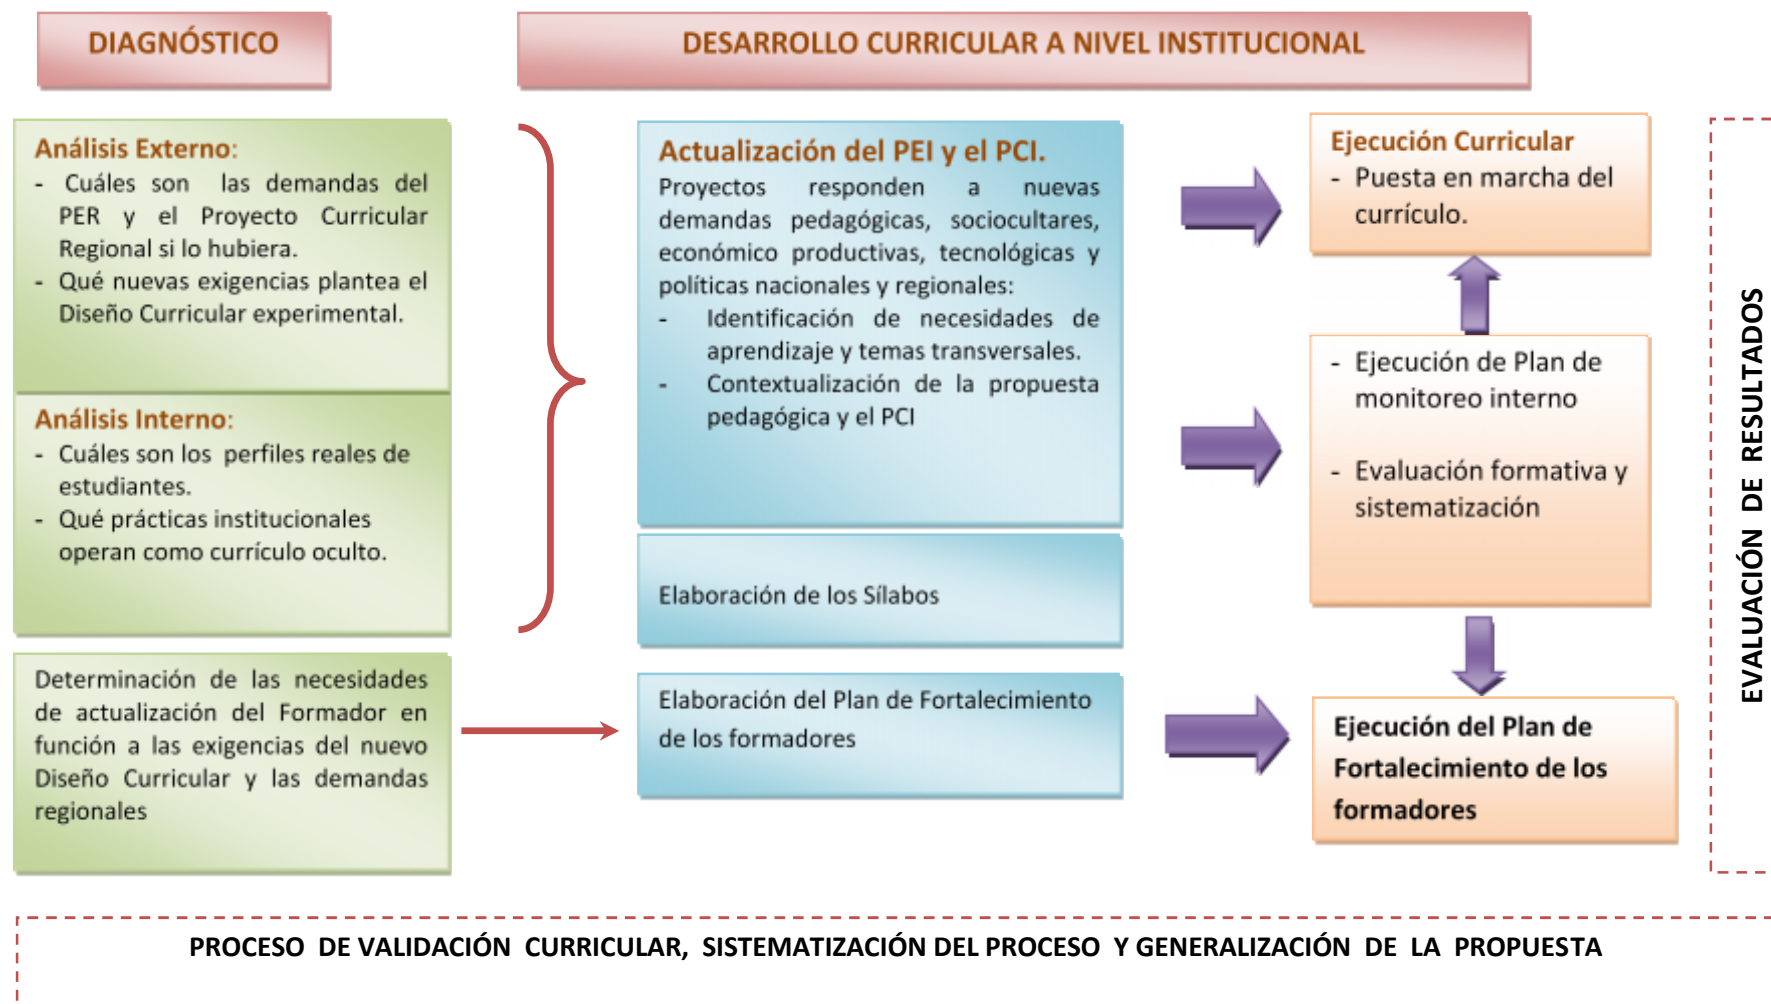 DIAGNÓSTICO
DESARROLLO CURRICULAR A NIVEL INSTITUCIONAL
Análisis Externo:
- Cuáles son las demandas del
PER y el Proyecto Curricular
Regional si lo hubiera.
- Qué nuevas exigencias plantea el
Diseño Curricular experimental.
Análisis Interno:
- Cuáles son los perfiles reales de
estudiantes.
- Qué prácticas institucionales
operan como currículo oculto.
Determinación de las necesidades
de actualización del Formador en
función a las exigencias del nuevo
Diseño Curricular y las demandas
regionales
Actualización del PEI y el PCI.
Proyectos responden a nuevas
demandas pedagógicas, sociocultares,
económico productivas, tecnológicas y
políticas nacionales y regionales:
- Identificación de necesidades de
aprendizaje y temas transversales.
- Contextualización de la propuesta
pedagógica y el PCI
Elaboración de los Sílabos
Elaboración del Plan de Fortalecimiento
de los formadores
Ejecución Curricular
- Puesta en marcha del
currículo.
- Ejecución de Plan de
monitoreo interno
- Evaluación formativa y
sistematización
Ejecución del Plan de
Fortalecimiento de los
formadores
EVALUACIÓN DE RESULTADOS
PROCESO DE VALIDACIÓN CURRICULAR, SISTEMATIZACIÓN DEL PROCESO Y GENERALIZACIÓN DE LA PROPUESTA